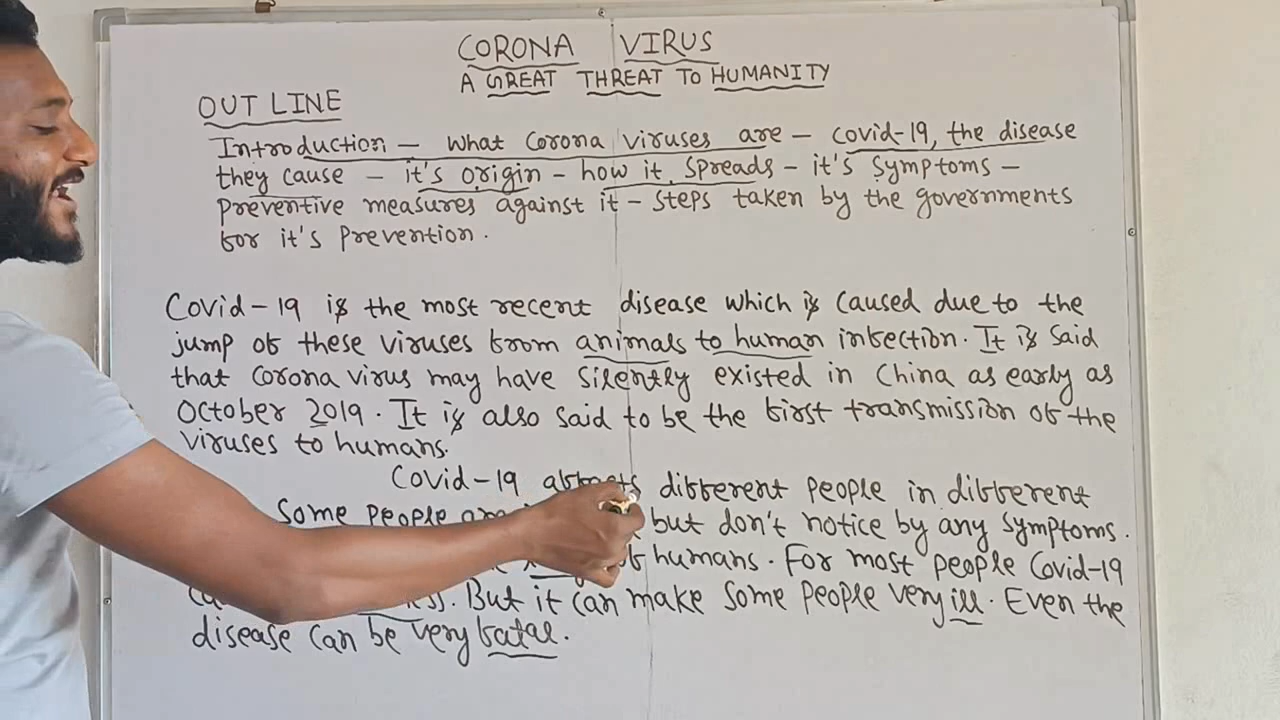 CORONA VIRUS
A GREAT THREAT TO HUMANITY
OUT LINE
Introduction – What Corona viruses are – covid-19, the disease
they cause – it's origin – how it spreads – it's symptoms –
preventive measures against it – steps taken by the governments
for it's prevention.
Covid-19 is the most recent disease which is caused due to the
jump of these viruses from animals to human infection. It is said
that Corona virus may have silently existed in China as early as
October 2019. It is also said to be the first transmission of the
viruses to humans.
Covid-19 affects different people in different
Some people are but don't notice by any symptoms.
of humans. For most people Covid-19
But it can make some people very ill. Even the
disease can be very fatal.